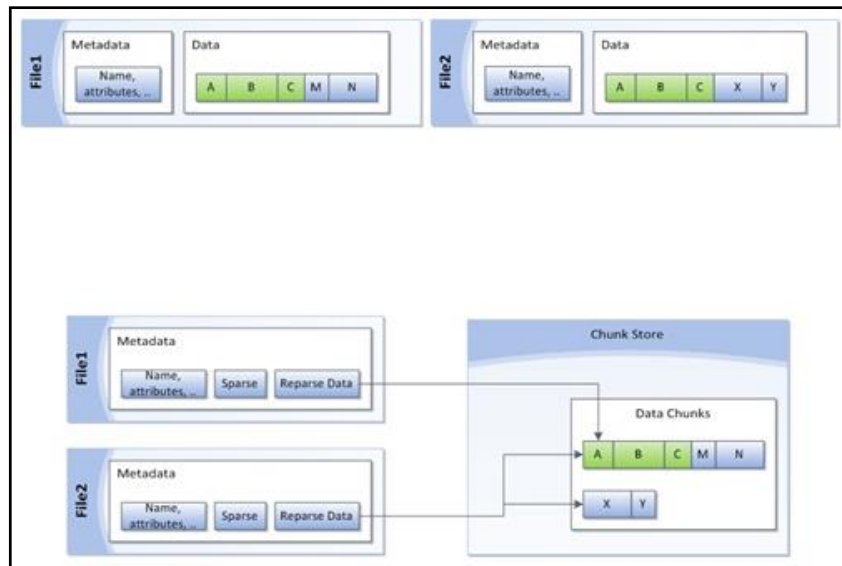 File1
Metadata
Name,
attributes, ..
Data
A B C M N
File2
Metadata
Name,
attributes, ..
Data
A B C X Y
File1
Metadata
Name,
attributes, ..
Sparse
Reparse Data
File2
Metadata
Name,
attributes, ..
Sparse
Reparse Data
Chunk Store
Data Chunks
A B C M N
X Y